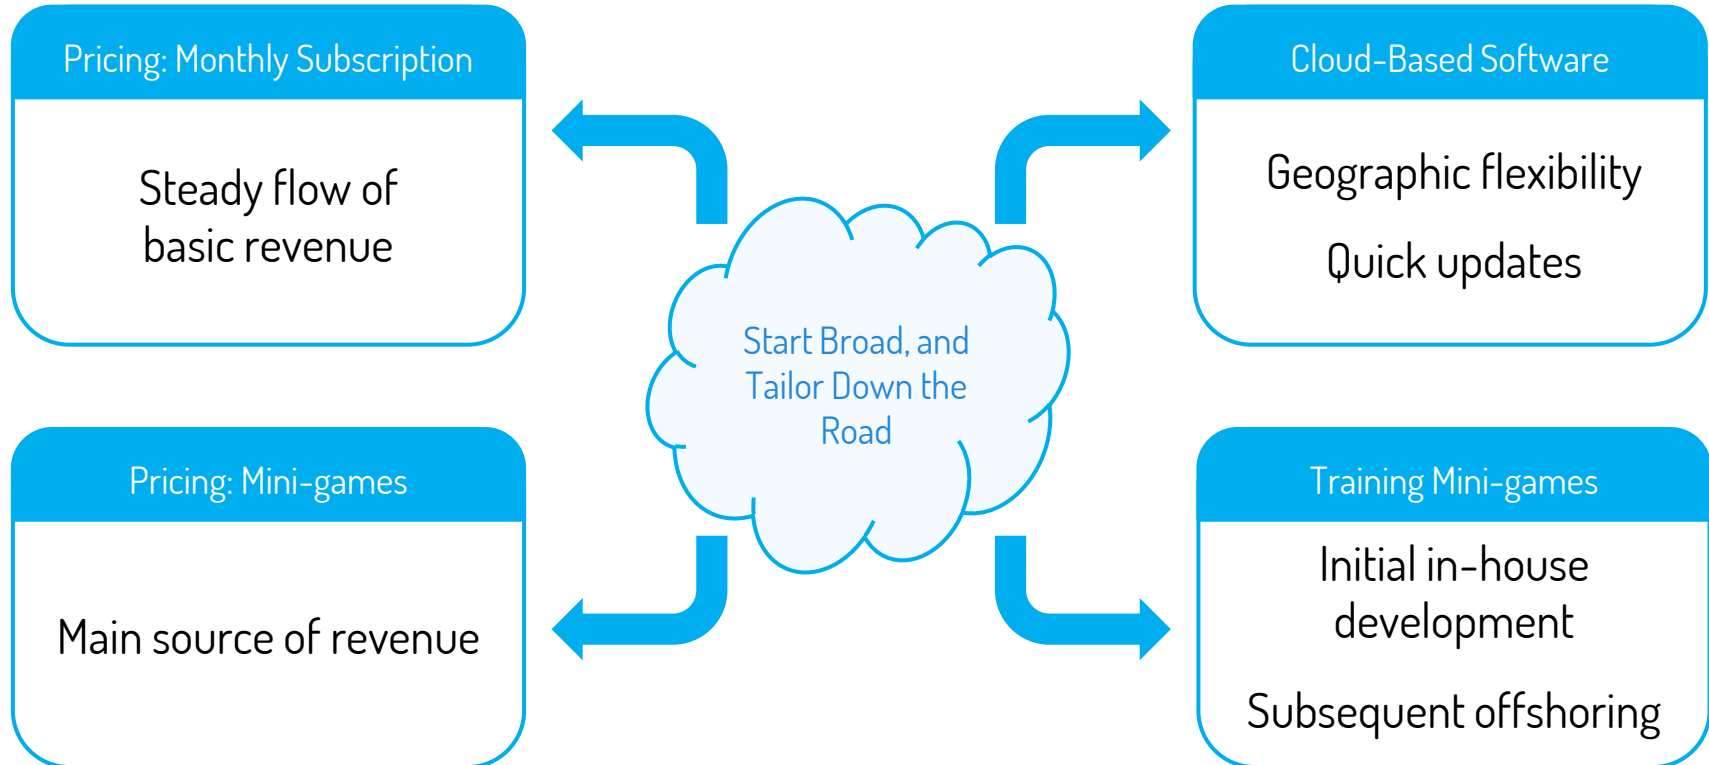 Pricing: Monthly Subscription
Steady flow of
basic revenue
Cloud-Based Software
Geographic flexibility
Quick updates
Start Broad, and
Tailor Down the
Road
Pricing: Mini-games
Main source of revenue
Training Mini-games
Initial in-house
development
Subsequent offshoring